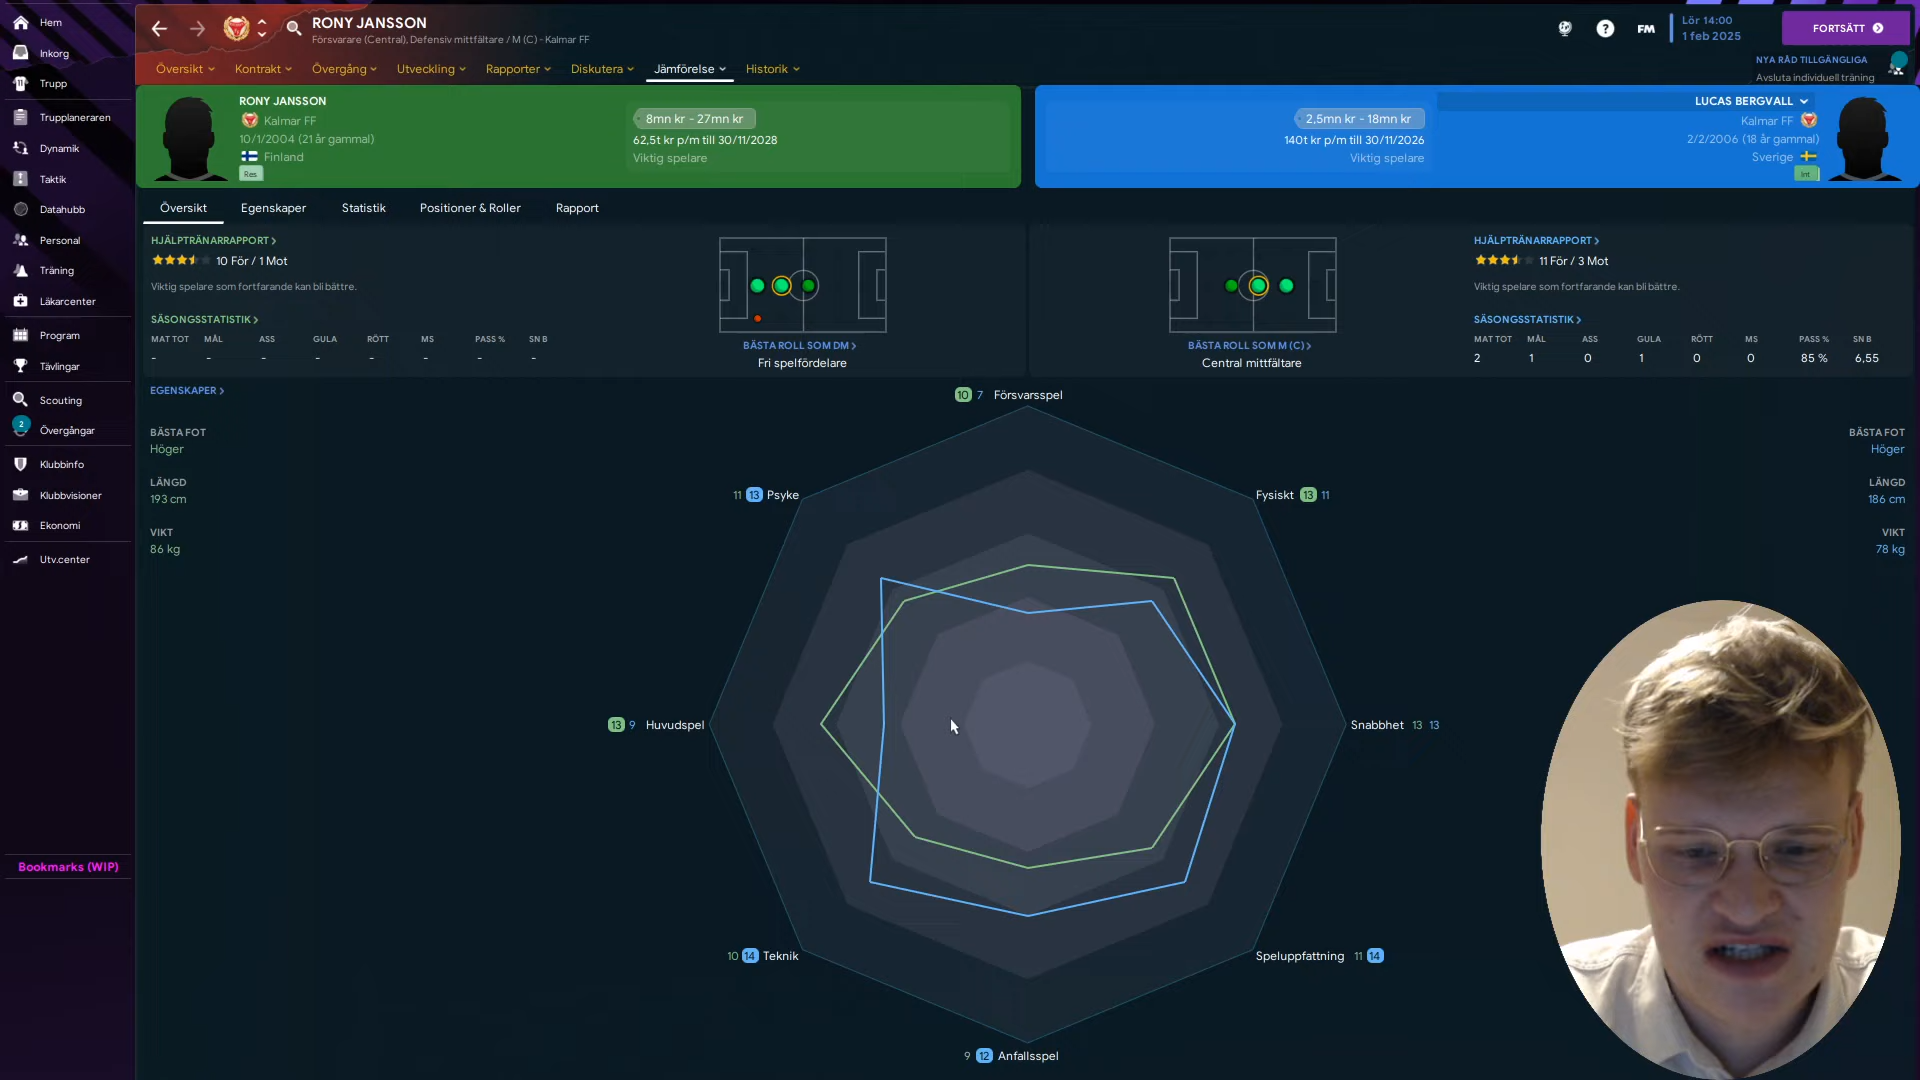 Hem
Inkorg
Trupp
Trupplaneraren
Dynamik
Taktik
Datahubb
Personal
Träning
Läkarcenter
Program
Tävlingar
Scouting
2
Övergångar
Klubbinfo
Klubbvisioner
Ekonomi
Utv.center
Bookmarks (WIP)
RONY JANSSON
Försvarare (Central), Defensiv mittfältare / M (C) - Kalmar FF
FM
Lör 14:00
1 feb 2025
FORTSÄTT
Översikt Kontrakt Övergång Utveckling Rapporter Diskutera Jämförelse Historik
NYA RÅD TILLGÄNGLIGA
Avsluta individuell träning
RONY JANSSON
Kalmar FF
10/1/2004 (21 år gammal)
Finland
Res
8mn kr - 27mn kr
62,5t kr p/m till 30/11/2028
Viktig spelare
2,5mn kr - 18mn kr
140t kr p/m till 30/11/2026
Viktig spelare
LUCAS BERGVALL
Kalmar FF
2/2/2006 (18 år gammal)
Sverige
Int
Översikt Egenskaper Statistik Positioner & Roller Rapport
HJÄLPTRÄNARRAPPORT >
10 För / 1 Mot
Viktig spelare som fortfarande kan bli bättre.
SÄSONGSSTATISTIK >
MAT TOT MÅL ASS GULA RÖTT MS PASS % SN B
- - - - - - - -
BÄSTA ROLL SOM DM >
Fri spelfördelare
BÄSTA ROLL SOM M (C) >
Central mittfältare
HJÄLPTRÄNARRAPPORT >
11 För / 3 Mot
Viktig spelare som fortfarande kan bli bättre.
SÄSONGSSTATISTIK >
MAT TOT MÅL ASS GULA RÖTT MS PASS % SN B
2 1 0 1 0 0 85 % 6,55
EGENSKAPER >
BÄSTA FOT
Höger
LÄNGD
193 cm
VIKT
86 kg
10 7 Försvarsspel
11 13 Psyke
Fysiskt 13 11
13 9 Huvudspel
Snabbhet 13 13
10 14 Teknik
Speluppfattning 11 14
9 12 Anfallsspel
BÄSTA FOT
Höger
LÄNGD
186 cm
VIKT
78 kg